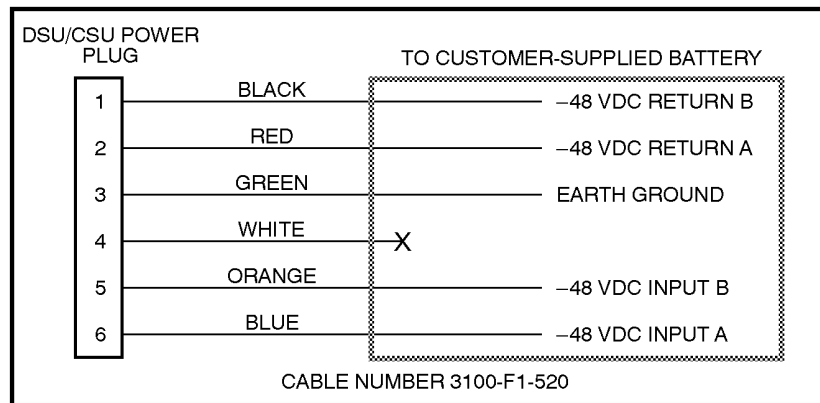 DSU/CSU POWER
PLUG
TO CUSTOMER-SUPPLIED BATTERY
1 BLACK –48 VDC RETURN B
2 RED –48 VDC RETURN A
3 GREEN EARTH GROUND
4 WHITE X
5 ORANGE –48 VDC INPUT B
6 BLUE –48 VDC INPUT A
CABLE NUMBER 3100-F1-520